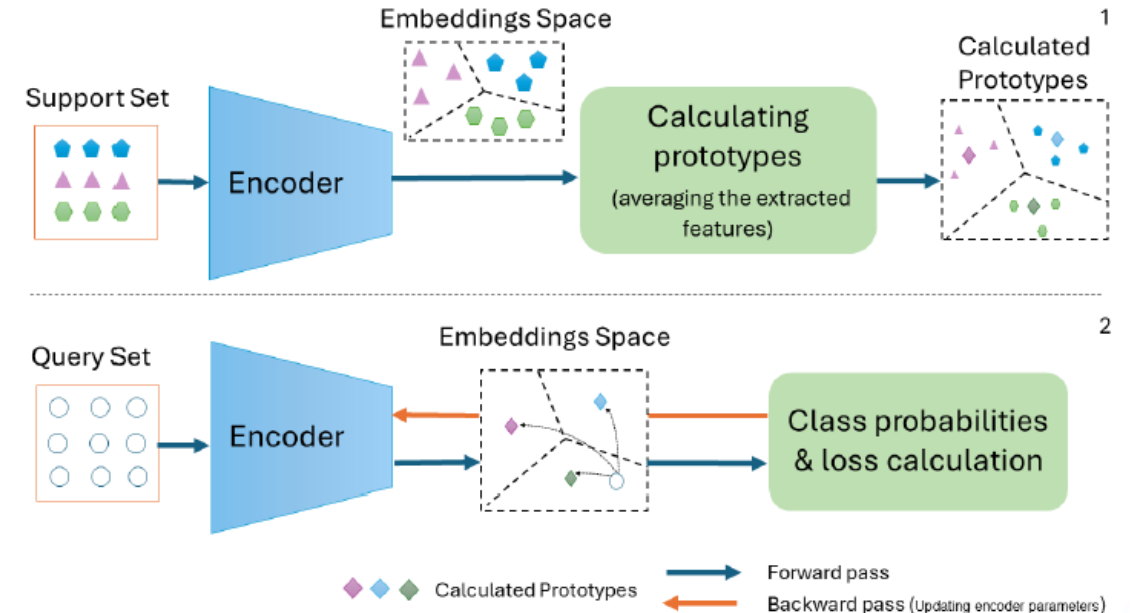 Embeddings Space
1
Calculated
Prototypes
Support Set
Encoder
Calculating
prototypes
(averaging the extracted
features)
2
Embeddings Space
Query Set
Encoder
Class probabilities
& loss calculation
Calculated Prototypes
Forward pass
Backward pass (Updating encoder parameters)